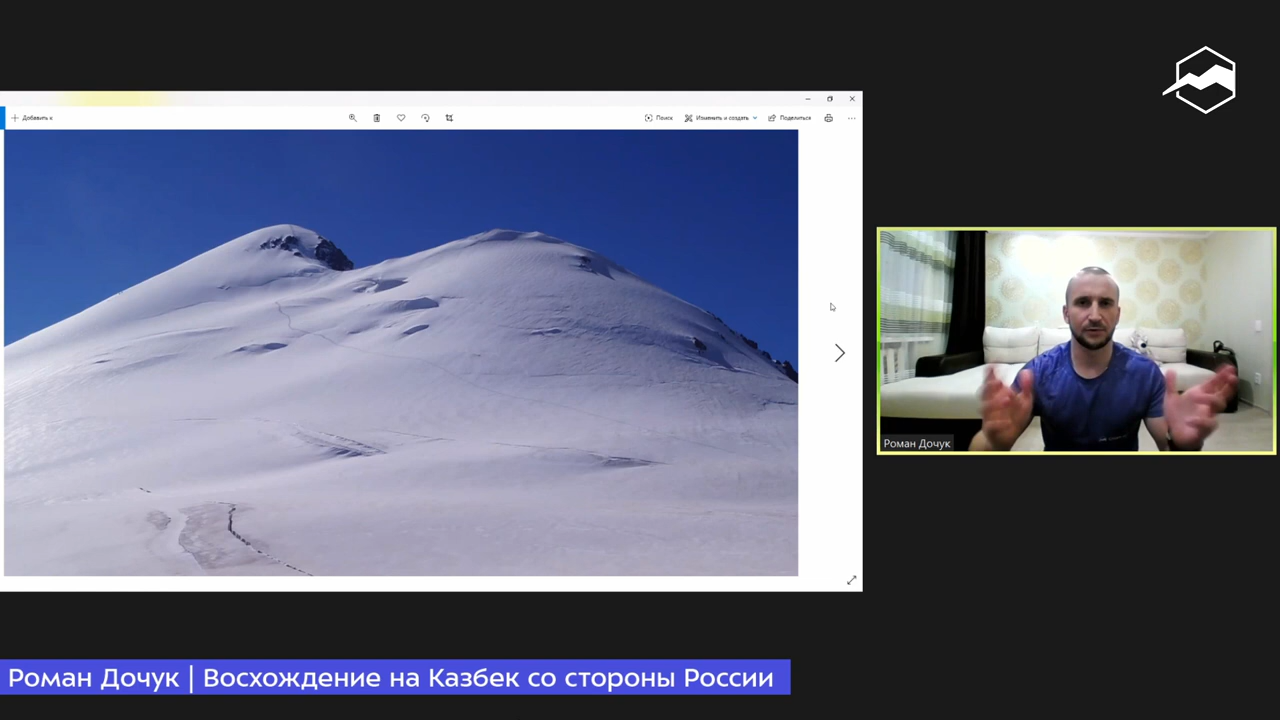 Добавить к
Поиск
Изменить и создать
Поделиться
Роман Дочук
Роман Дочук | Восхождение на Казбек со стороны России